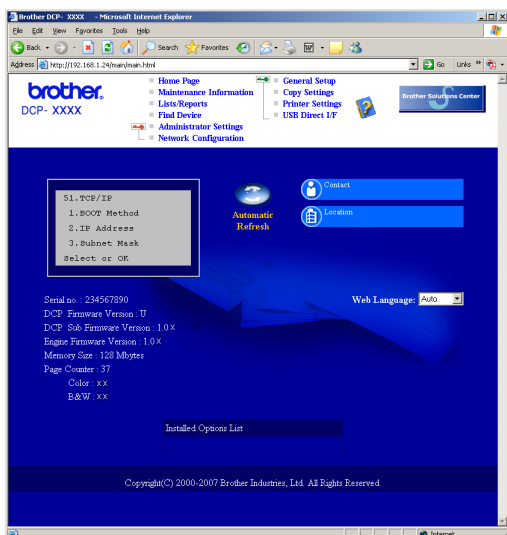 Brother DCP- XXXX - Microsoft Internet Explorer
File Edit View Favorites Tools Help
Back Search Favorites
Address http://192.168.1.24/main/main.html Go Links »
brother.
DCP- XXXX
Home Page
Maintenance Information
Lists/Reports
Find Device
Administrator Settings
Network Configuration
General Setup
Copy Settings
Printer Settings
USB Direct I/F
Brother Solutions Center
51.TCP/IP
1.BOOT Method
2.IP Address
3.Subnet Mask
Select or OK
Automatic
Refresh
Contact
Location
Serial no. : 234567890
DCP Firmware Version : U
DCP Sub Firmware Version : 1.0X
Engine Firmware Version : 1.0X
Memory Size : 128 Mbytes
Page Counter : 37
Color : XX
B&W : XX
Web Language: Auto
Installed Options List
Copyright(C) 2000-2007 Brother Industries, Ltd. All Rights Reserved.
Internet